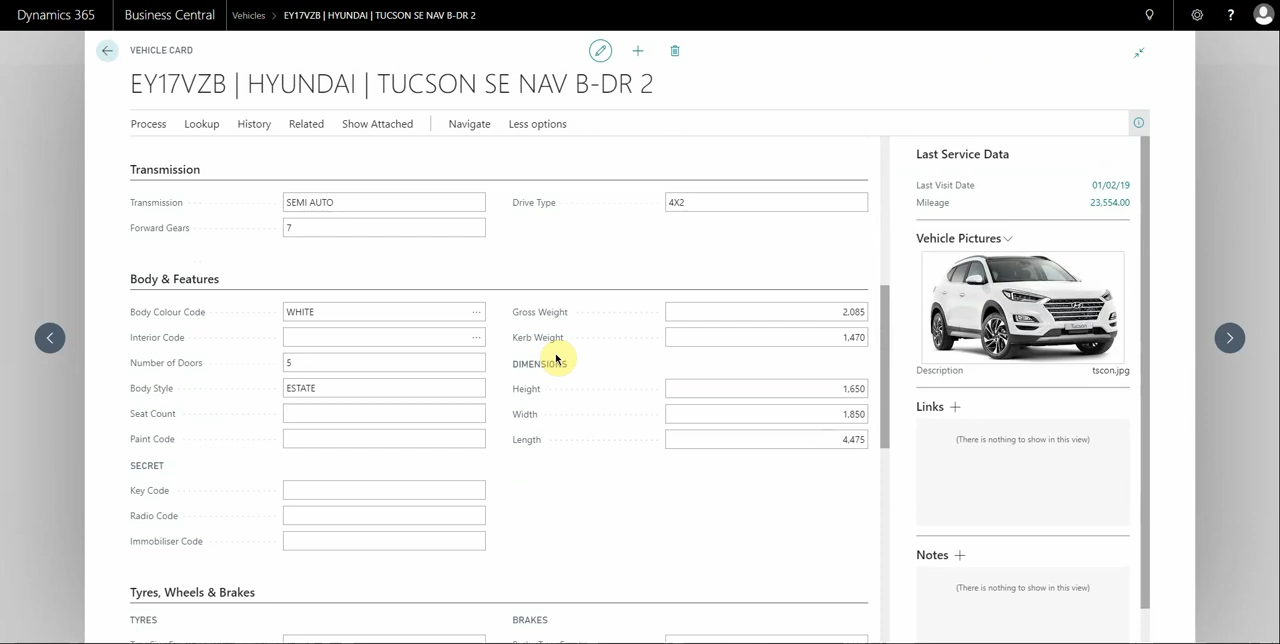 Dynamics 365 Business Central Vehicles > EY17VZB | HYUNDAI | TUCSON SE NAV B-DR 2 ?
VEHICLE CARD
EY17VZB | HYUNDAI | TUCSON SE NAV B-DR 2
Process Lookup History Related Show Attached Navigate Less options
Transmission
Transmission SEMI AUTO
Forward Gears 7
Drive Type 4X2
Body & Features
Body Colour Code WHITE ...
Interior Code ...
Number of Doors 5
Body Style ESTATE
Seat Count
Paint Code
SECRET
Key Code
Radio Code
Immobiliser Code
Gross Weight 2.085
Kerb Weight 1,470
DIMENSIONS
Height 1,650
Width 1,850
Length 4,475
Tyres, Wheels & Brakes
TYRES
BRAKES
Last Service Data
Last Visit Date 01/02/19
Mileage 23,554.00
Vehicle Pictures
Description tscon.jpg
Links +
(There is nothing to show in this view)
Notes +
(There is nothing to show in this view)